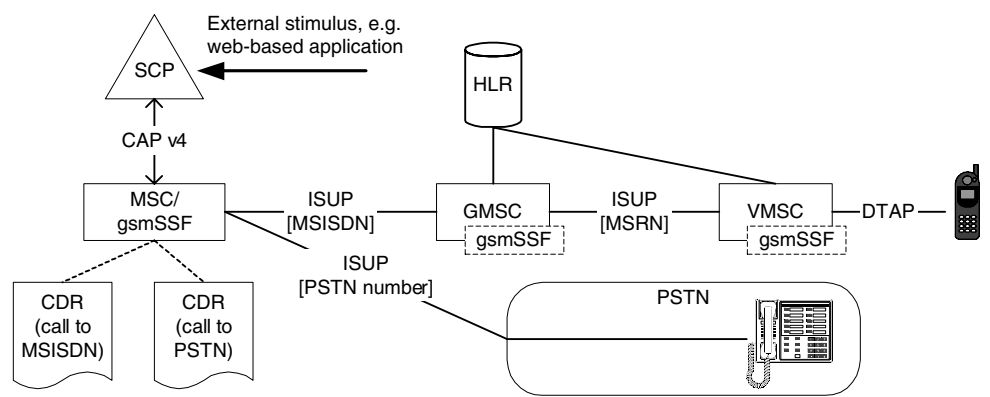 External stimulus, e.g.
web-based application
SCP
HLR
CAP v4
MSC/
gsmSSF
ISUP
[MSISDN]
GMSC
gsmSSF
ISUP
[MSRN]
VMSC
gsmSSF
DTAP
ISUP
[PSTN number]
CDR
(call to
MSISDN)
CDR
(call to
PSTN)
PSTN